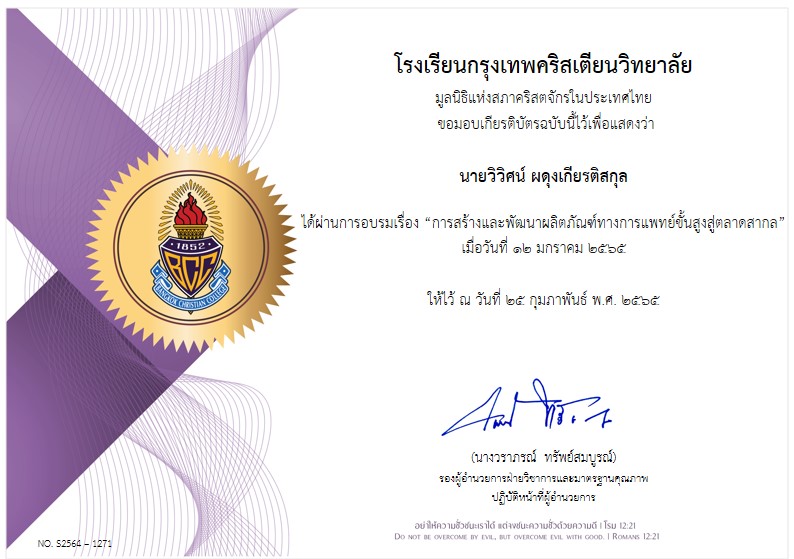 โรงเรียนกรุงเทพคริสเตียนวิทยาลัย
มูลนิธิแห่งสภาคริสตจักรในประเทศไทย
ขอมอบเกียรติบัตรฉบับนี้ไว้เพื่อแสดงว่า
นายวิวิศน์ ผดุงเกียรติสกุล
ได้ผ่านการอบรมเรื่อง “การสร้างและพัฒนาผลิตภัณฑ์ทางการแพทย์ขั้นสูงสู่ตลาดสากล”
เมื่อวันที่ ๑๒ มกราคม ๒๕๖๕
ให้ไว้ ณ วันที่ ๒๕ กุมภาพันธ์ พ.ศ. ๒๕๖๕
1852
BCC
BANGKOK CHRISTIAN COLLEGE
(นางวราภรณ์ ทรัพย์สมบูรณ์)
รองผู้อำนวยการฝ่ายวิชาการและมาตรฐานคุณภาพ
ปฏิบัติหน้าที่ผู้อำนวยการ
อย่าให้ความชั่วชนะเราได้ แต่จงชนะความชั่วด้วยความดี | โรม 12:21
DO NOT BE OVERCOME BY EVIL, BUT OVERCOME EVIL WITH GOOD. | ROMANS 12:21
NO. S2564 – 1271